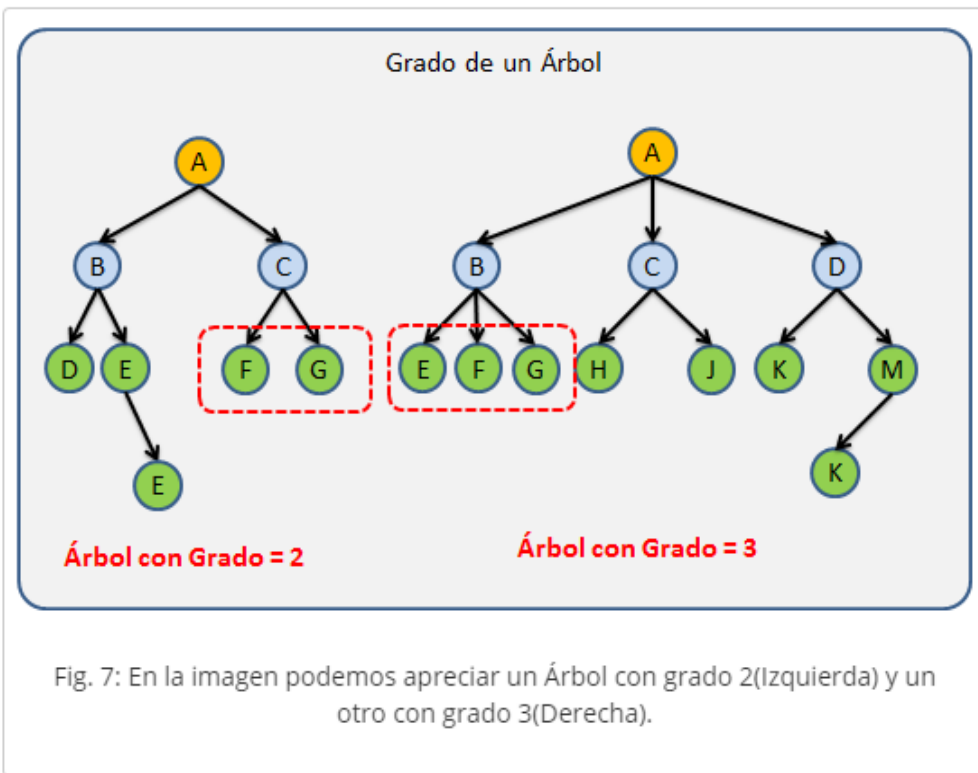 Grado de un Árbol
A
A
B
C
B
C
D
D
E
F
G
E
F
G
H
J
K
M
E
K
Árbol con Grado = 2
Árbol con Grado = 3
Fig. 7: En la imagen podemos apreciar un Árbol con grado 2(Izquierda) y un
otro con grado 3(Derecha).